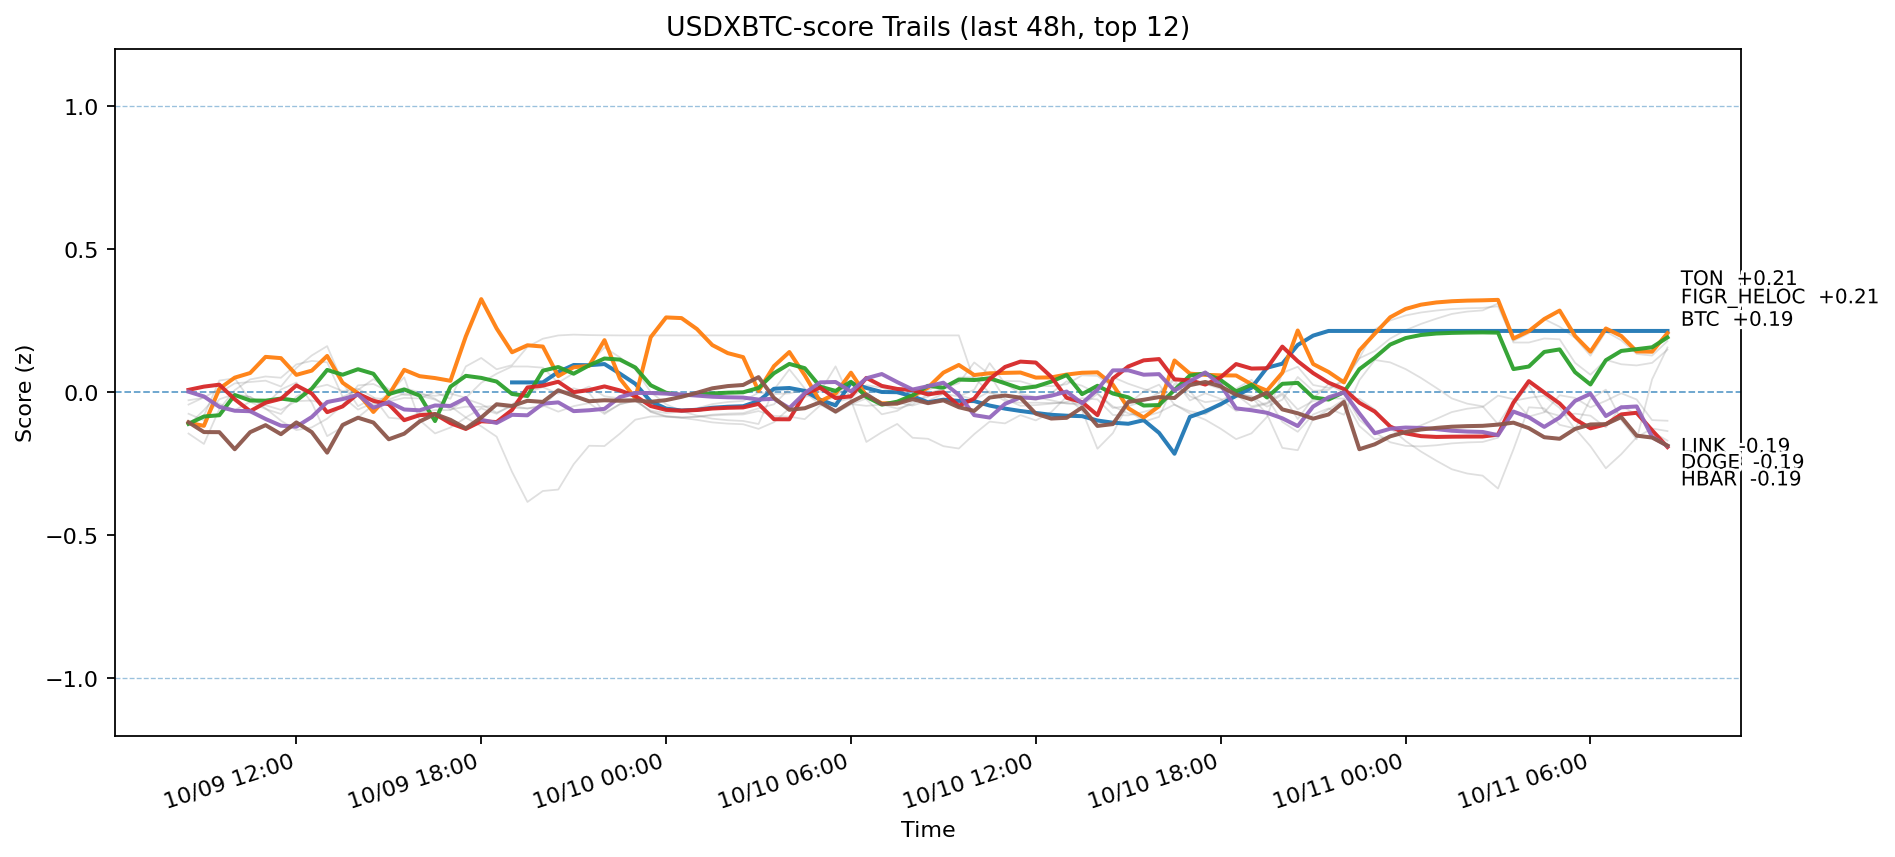 USDXBTC-score Trails (last 48h, top 12)
Score (z)
1.0
0.5
0.0
−0.5
−1.0
TON +0.21
FIGR_HELOC +0.21
BTC +0.19
LINK -0.19
DOGE -0.19
HBAR -0.19
10/09 12:00
10/09 18:00
10/10 00:00
10/10 06:00
10/10 12:00
10/10 18:00
10/11 00:00
10/11 06:00
Time